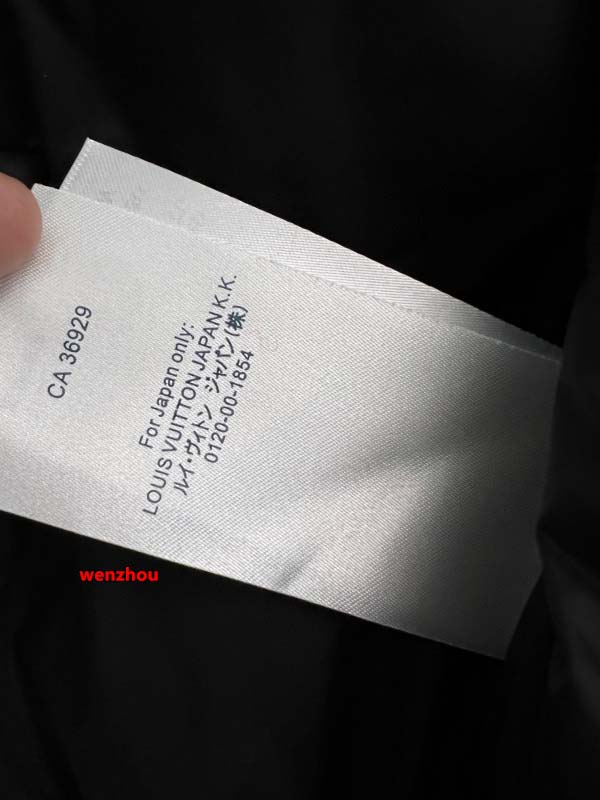 CA 36929
For Japan only:
LOUIS VUITTON JAPAN K.K.
ルイ・ヴィトン ジャパン(株)
0120-00-1854
wenzhou